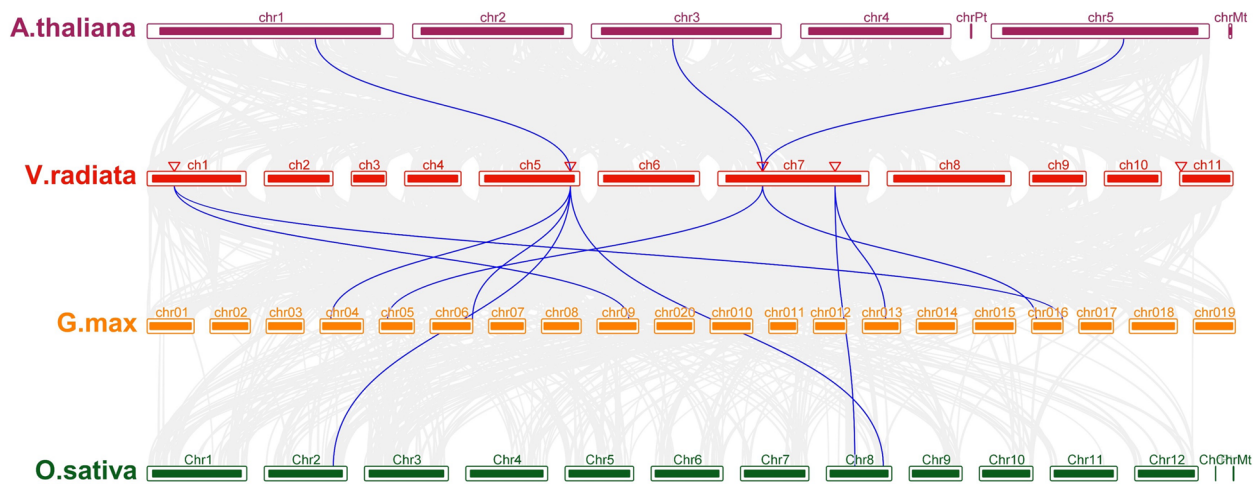 A.thaliana chr1 chr2 chr3 chr4 chrPt chr5 chrMt
V.radiata ch1 ch2 ch3 ch4 ch5 ch6 ch7 ch8 ch9 ch10 ch11
G.max chr01 chr02 chr03 chr04 chr05 chr06 chr07 chr08 chr09 chr020 chr010 chr011 chr012 chr013 chr014 chr015 chr016 chr017 chr018 chr019
O.sativa Chr1 Chr2 Chr3 Chr4 Chr5 Chr6 Chr7 Chr8 Chr9 Chr10 Chr11 Chr12 ChrMt